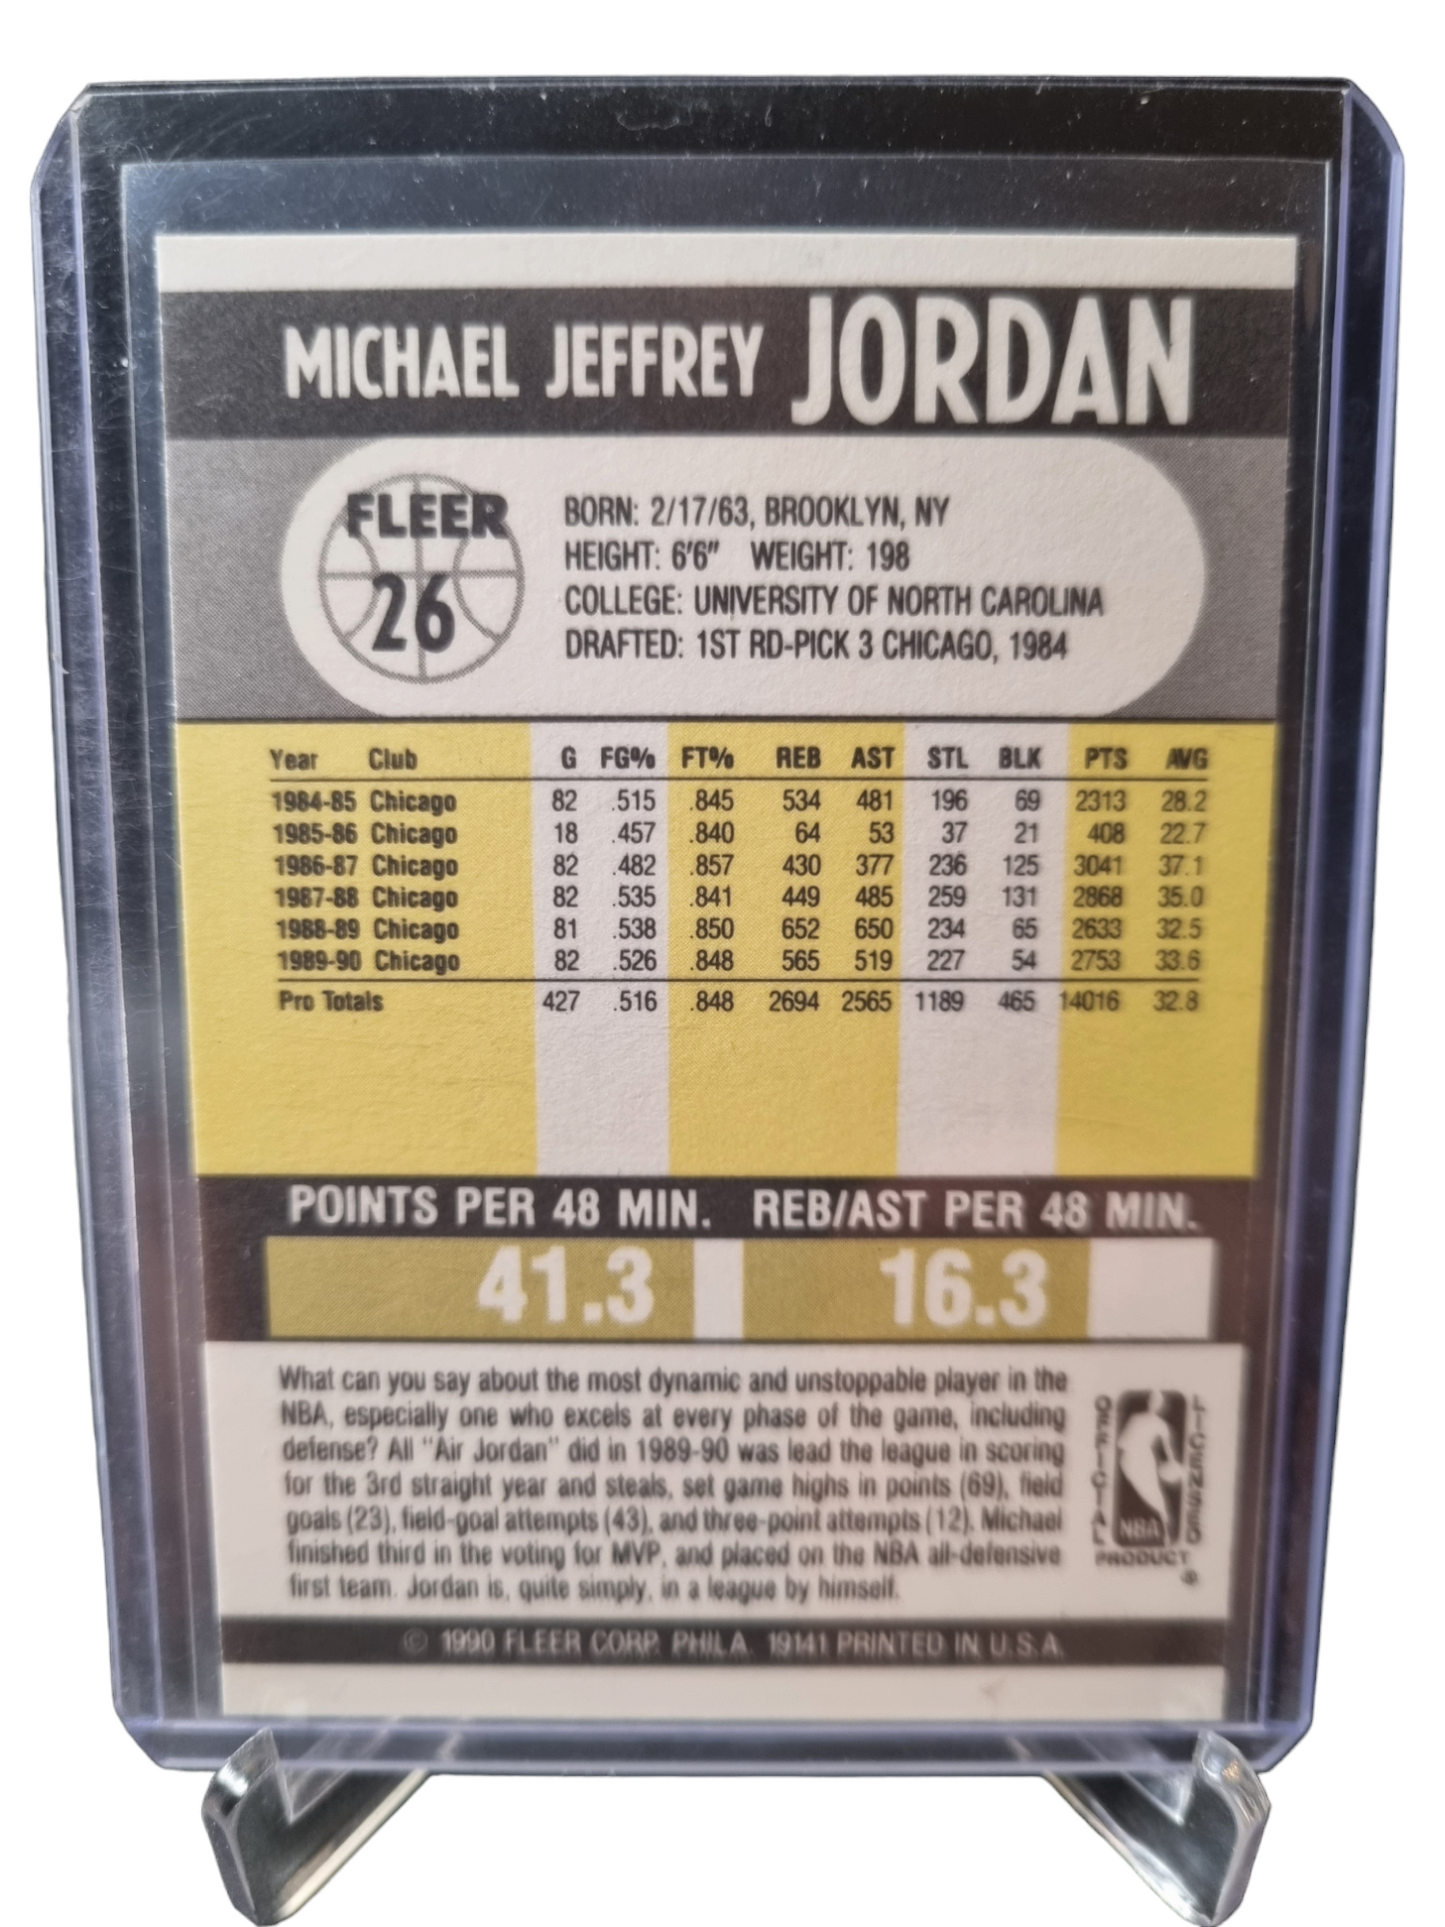 MICHAEL JEFFREY JORDAN
FLEER
26
BORN: 2/17/63, BROOKLYN, NY
HEIGHT: 6'6" WEIGHT: 198
COLLEGE: UNIVERSITY OF NORTH CAROLINA
DRAFTED: 1ST RD-PICK 3 CHICAGO, 1984
Year Club G FG% FT% REB AST STL BLK PTS AVG
1984-85 Chicago 82 .515 .845 534 481 196 69 2313 28.2
1985-86 Chicago 18 .457 .840 64 53 37 21 408 22.7
1986-87 Chicago 82 .482 .857 430 377 236 125 3041 37.1
1987-88 Chicago 82 .535 .841 449 485 259 131 2868 35.0
1988-89 Chicago 81 .538 .850 652 650 234 65 2633 32.5
1989-90 Chicago 82 .526 .848 565 519 227 54 2753 33.6
Pro Totals 427 .516 .848 2694 2565 1189 465 14016 32.8
POINTS PER 48 MIN. REB/AST PER 48 MIN.
41.3 16.3
What can you say about the most dynamic and unstoppable player in the
NBA, especially one who excels at every phase of the game, including
defense? All "Air Jordan" did in 1989-90 was lead the league in scoring
for the 3rd straight year and steals, set game highs in points (69), field
goals (23), field-goal attempts (43), and three-point attempts (12). Michael
finished third in the voting for MVP, and placed on the NBA all-defensive
first team. Jordan is, quite simply, in a league by himself.
OFFICIAL
LICENSED
NBA
PRODUCT
®
© 1990 FLEER CORP. PHILA. 19141 PRINTED IN U.S.A.